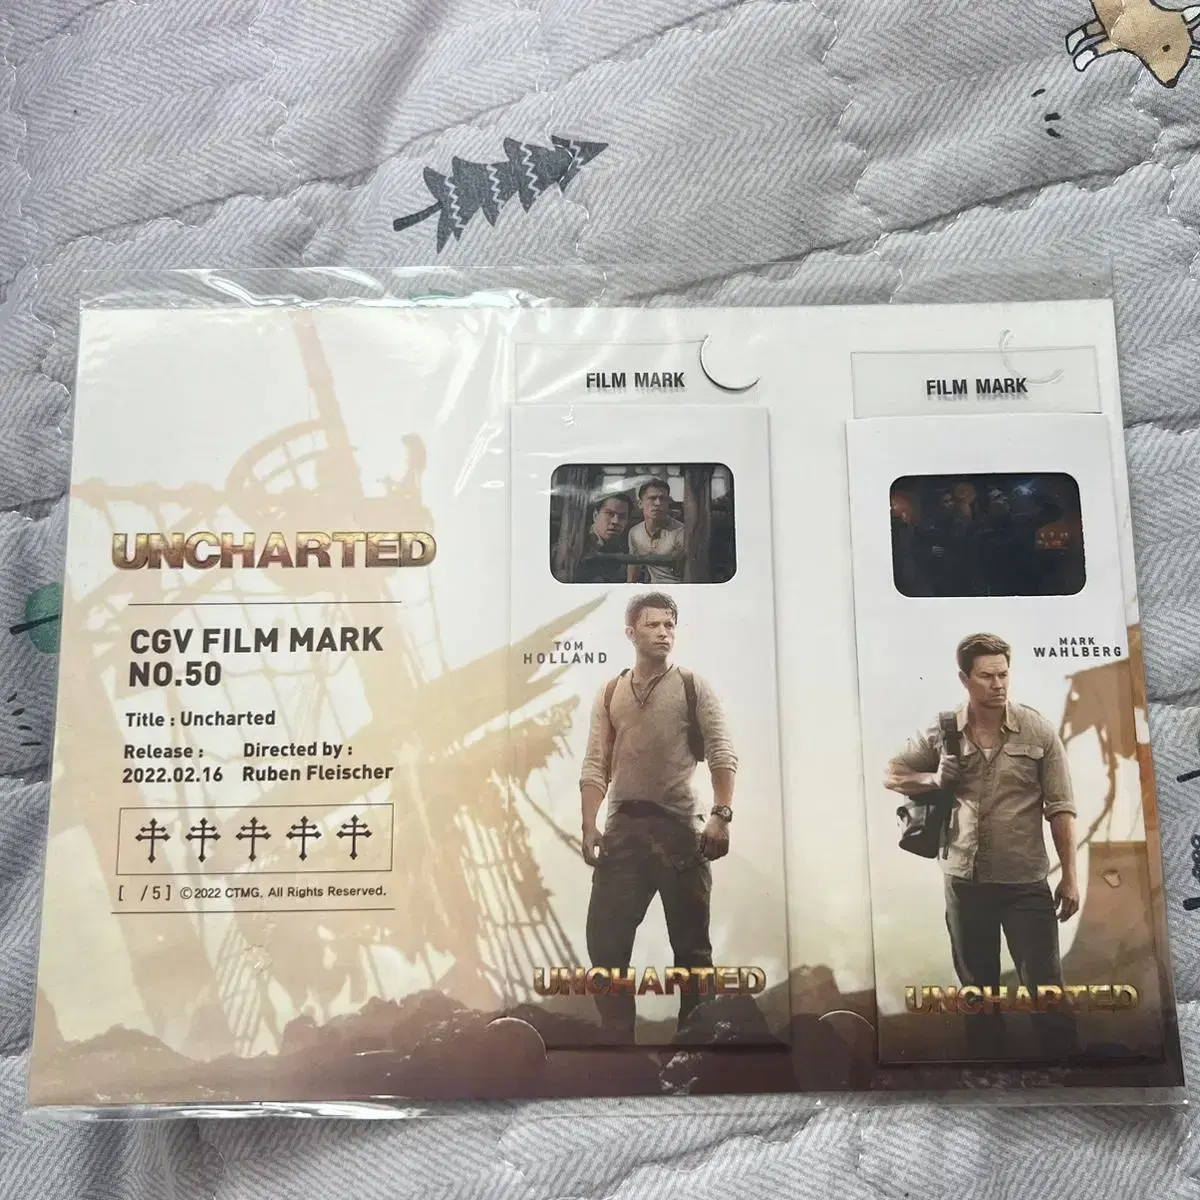 UNCHARTED
CGV FILM MARK
NO.50
Title : Uncharted
Release :
2022.02.16
Directed by :
Ruben Fleischer
[ /5] ©2022 CTMG. All Rights Reserved.
FILM MARK
TOM
HOLLAND
UNCHARTED
FILM MARK
MARK
WAHLBERG
UNCHARTED